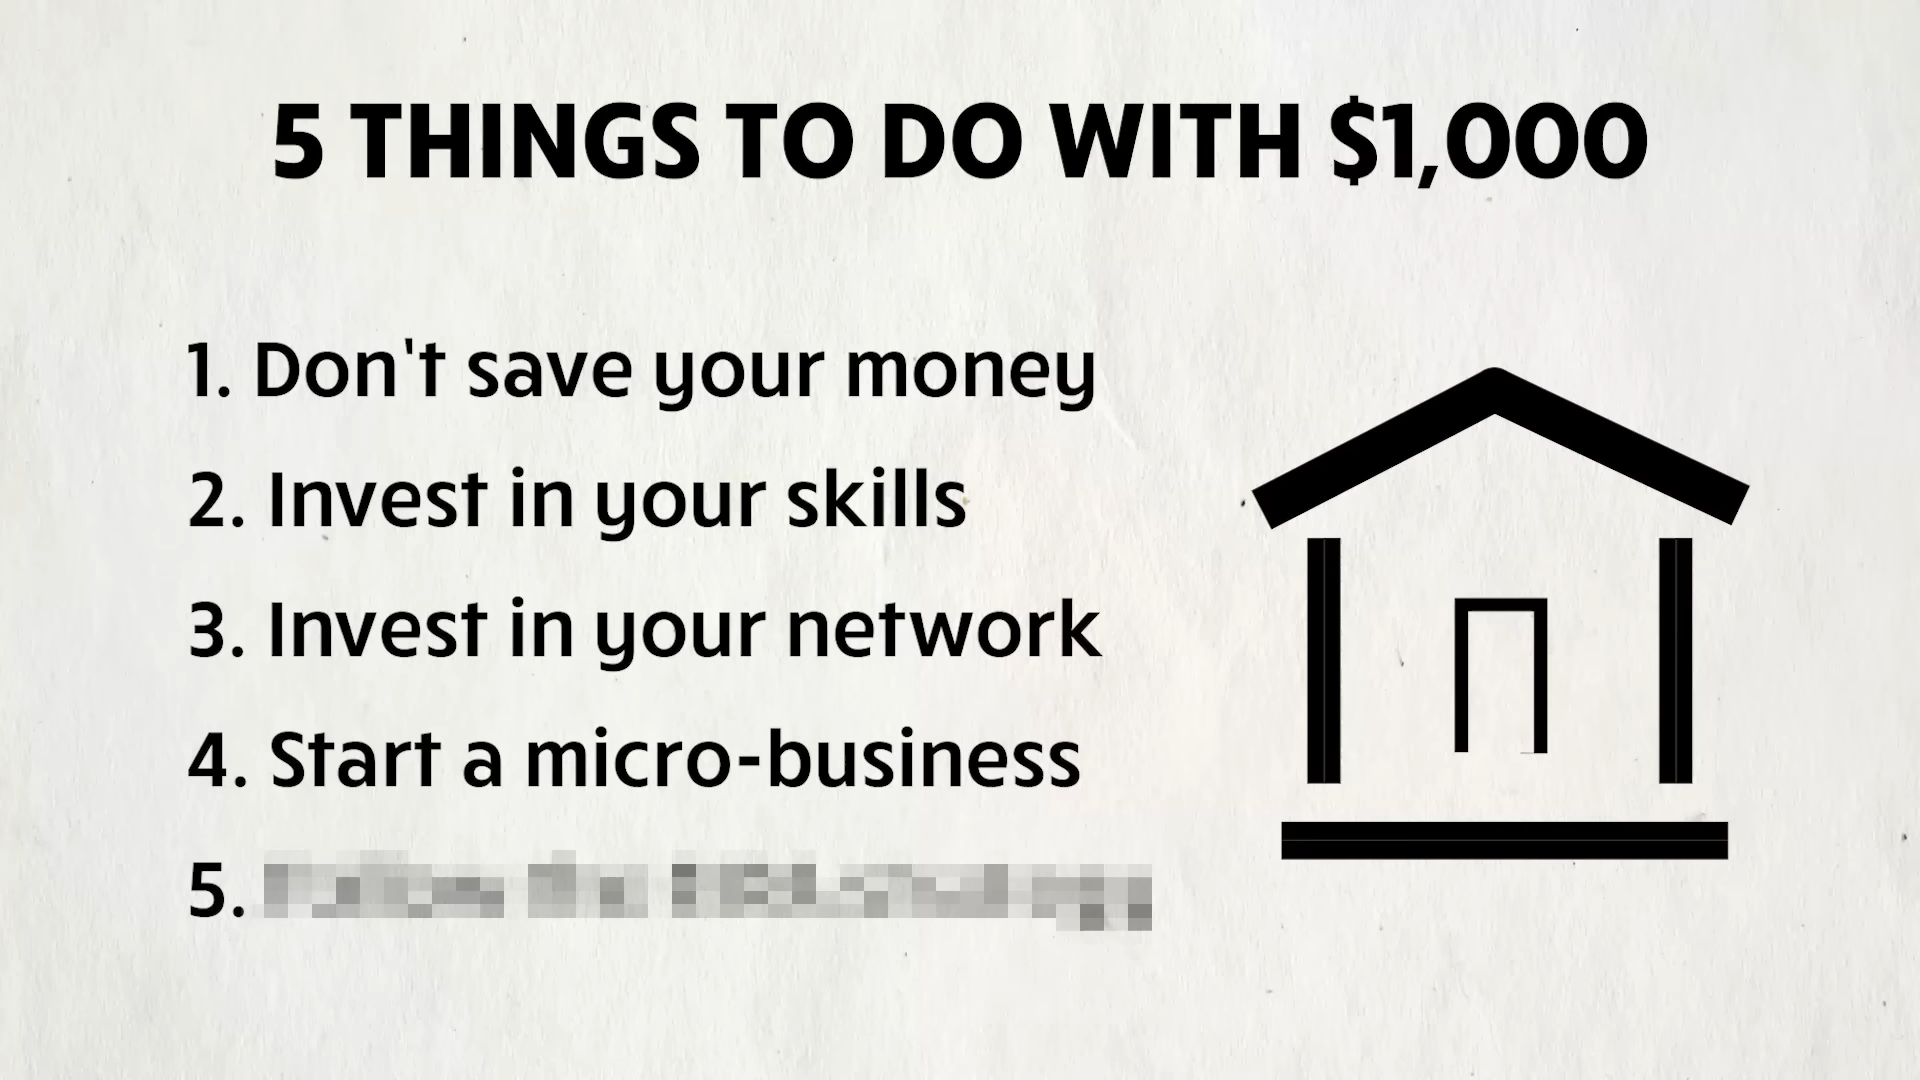 5 THINGS TO DO WITH $1,000
1. Don't save your money
2. Invest in your skills
3. Invest in your network
4. Start a micro-business
5.